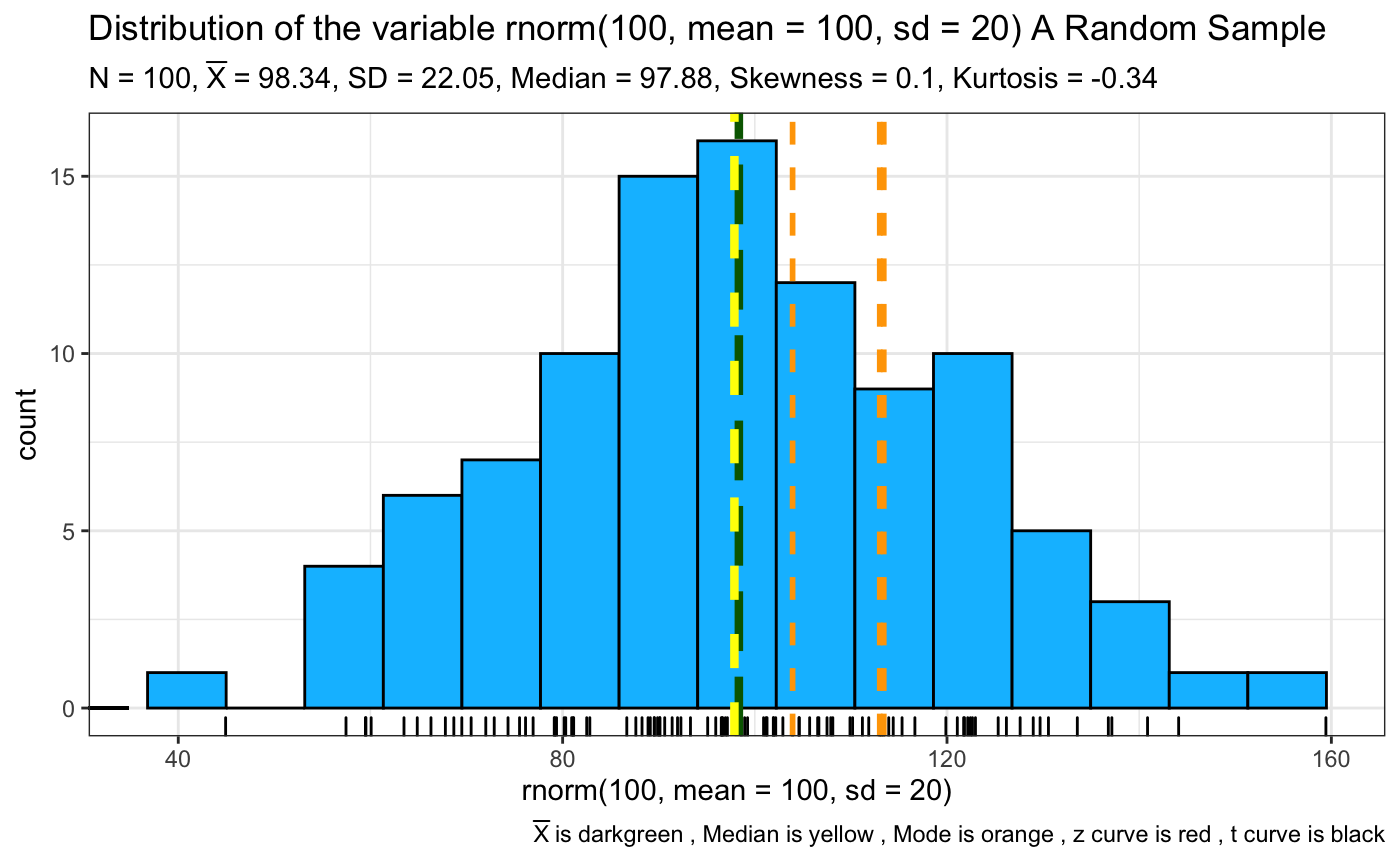 Distribution of the variable rnorm(100, mean = 100, sd = 20) A Random Sample
N = 100, X̅ = 98.34, SD = 22.05, Median = 97.88, Skewness = 0.1, Kurtosis = -0.34
15
10
5
0
count
40 80 120 160
rnorm(100, mean = 100, sd = 20)
X̅ is darkgreen , Median is yellow , Mode is orange , z curve is red , t curve is black